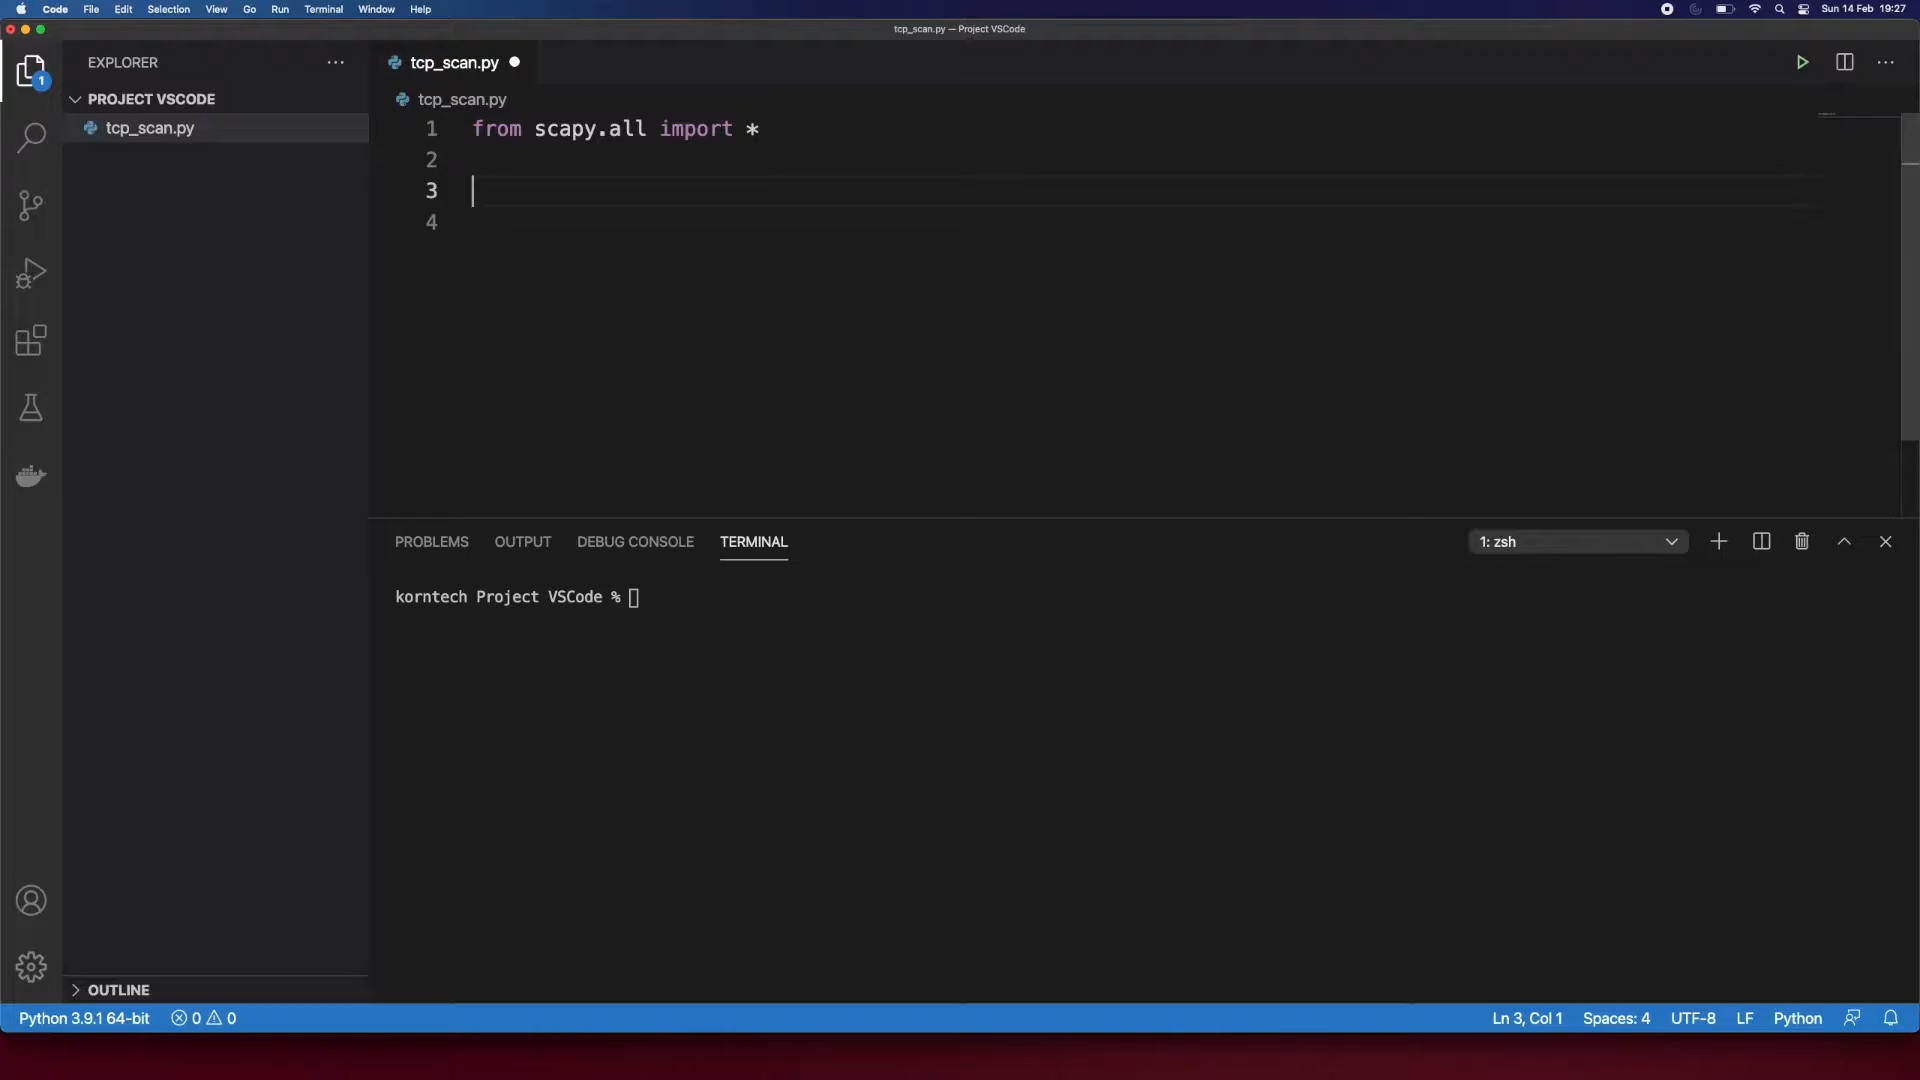 Code File Edit Selection View Go Run Terminal Window Help Sun 14 Feb 19:27
tcp_scan.py — Project VSCode
EXPLORER
PROJECT VSCODE
tcp_scan.py
1
tcp_scan.py
tcp_scan.py
1 from scapy.all import *
2
3
4
PROBLEMS OUTPUT DEBUG CONSOLE TERMINAL 1: zsh
korntech Project VSCode %
OUTLINE
Python 3.9.1 64-bit 0 0 Ln 3, Col 1 Spaces: 4 UTF-8 LF Python